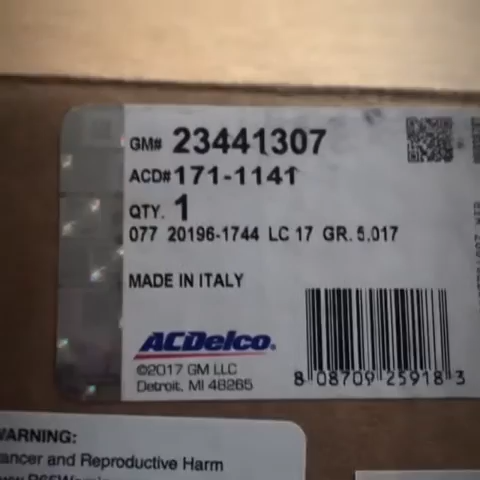 GM# 23441307
ACD# 171-1141
QTY. 1
077 20196-1744 LC 17 GR. 5.017
MADE IN ITALY
ACDelco.
©2017 GM LLC
Detroit, MI 48265
8 08709 25918 3
WARNING:
ancer and Reproductive Harm